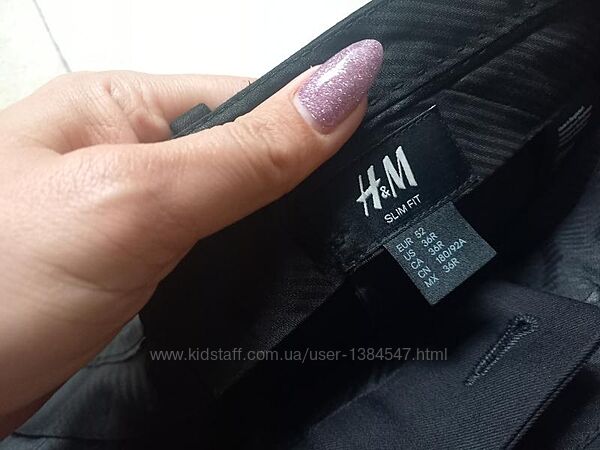 H&M
SLIM FIT
EUR 52
US 36R
CA 36R
CN 180/92A
MX 36R
www.kidstaff.com.ua/user-1384547.html